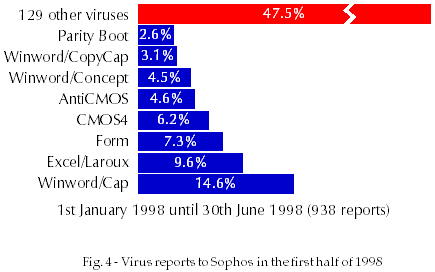 129 other viruses 47.5%
Parity Boot 2.6%
Winword/CopyCap 3.1%
Winword/Concept 4.5%
AntiCMOS 4.6%
CMOS4 6.2%
Form 7.3%
Excel/Laroux 9.6%
Winword/Cap 14.6%
1st January 1998 until 30th June 1998 (938 reports)
Fig. 4 - Virus reports to Sophos in the first half of 1998